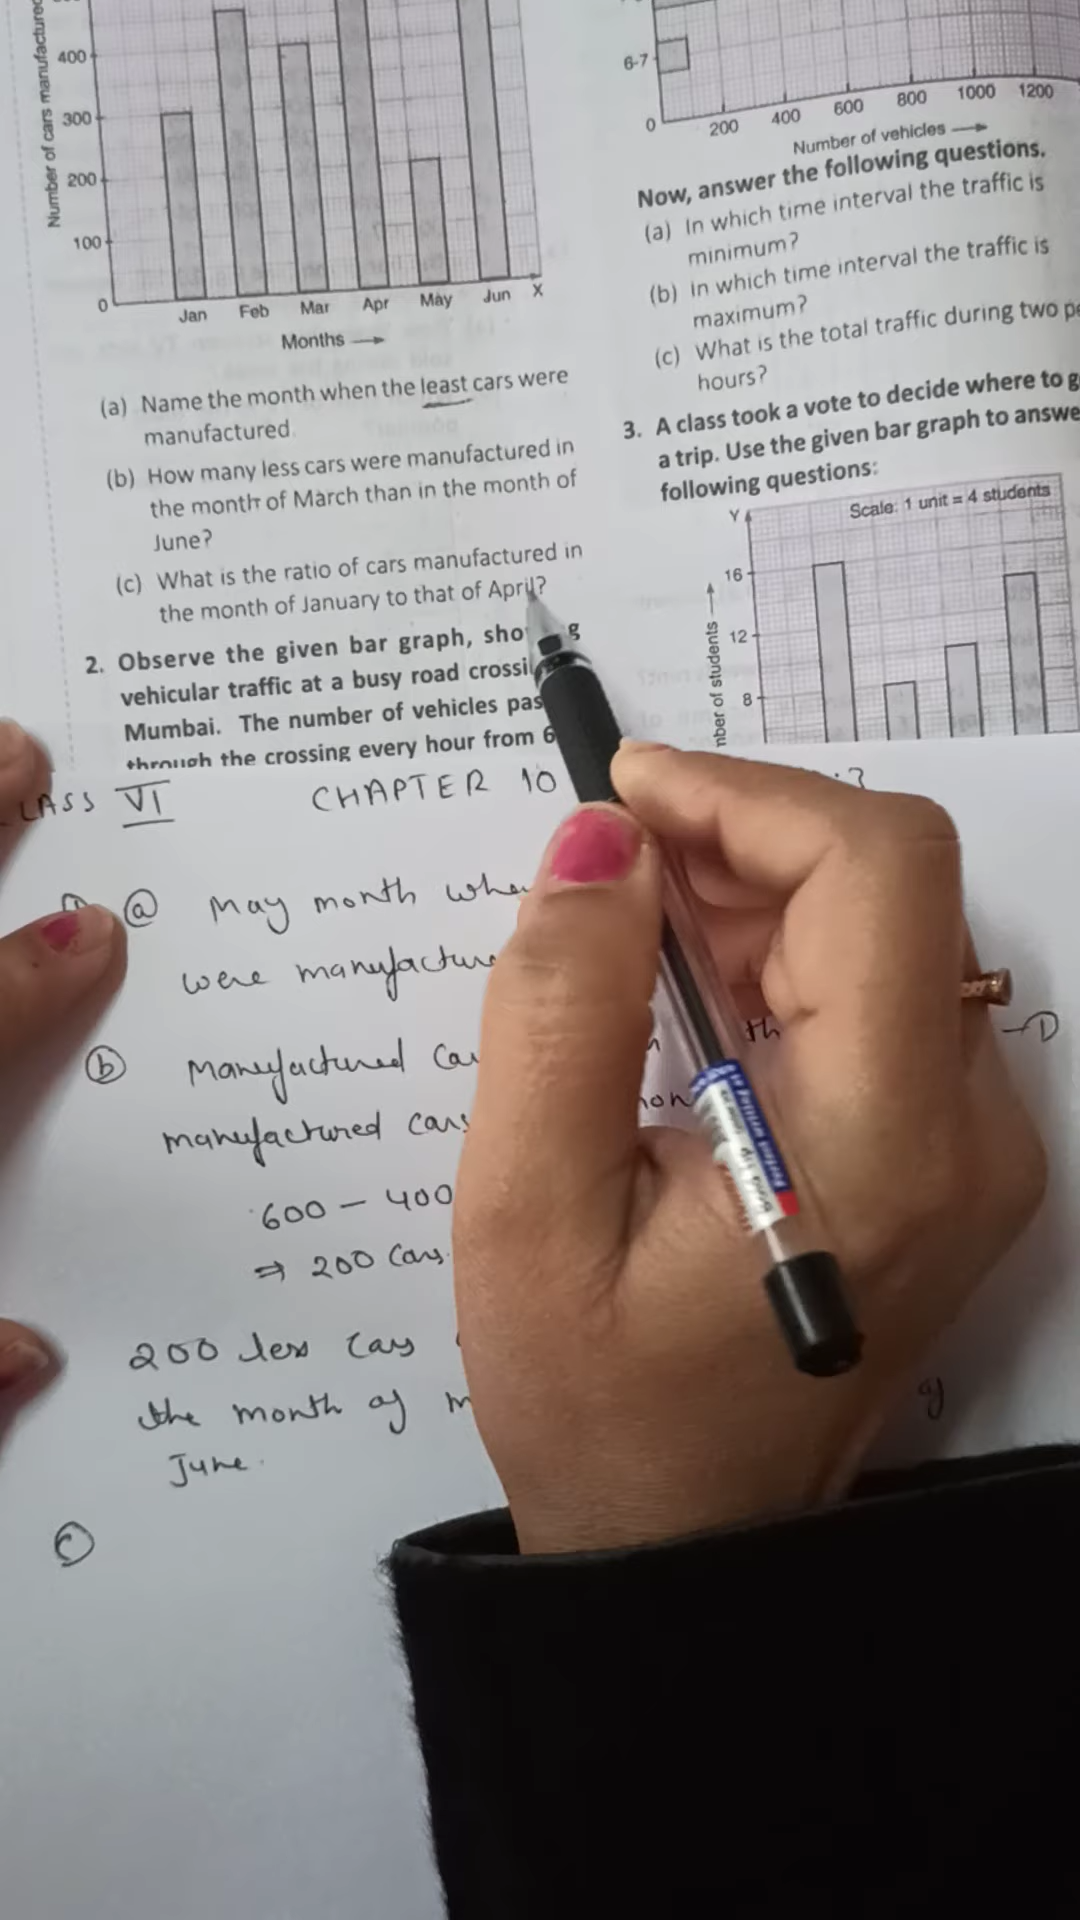 Number of cars manufactured
400
300
200
100
0
Jan Feb Mar Apr May Jun X
Months
(a) Name the month when the least cars were
manufactured.
(b) How many less cars were manufactured in
the month of March than in the month of
June?
(c) What is the ratio of cars manufactured in
the month of January to that of April?
2. Observe the given bar graph,
vehicular traffic at a busy road
Mumbai. The number of vehicles
through the crossing every hour from 6
6-7
0 200 400 600 800 1000 1200
Number of vehicles
Now, answer the following questions.
(a) In which time interval the traffic is
minimum?
(b) In which time interval the traffic is
maximum?
(c) What is the total traffic during two
hours?
3. A class took a vote to decide where to
a trip. Use the given bar graph to
following questions:
Y
Scale: 1 unit = 4 students
16
12
8
of students
VI CHAPTER 10
(a) May month
were
(b) Manufactured
manufactured cars
600 - 400
⇒ 200 Cars.
200 less Cars
the month of of
June.
(c)